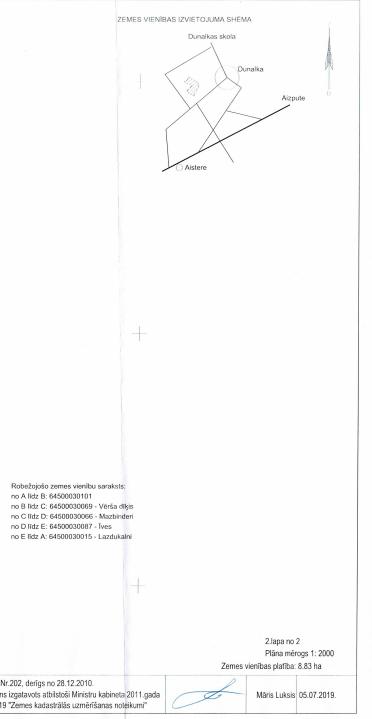 ZEMES VIENĪBAS IZVIETOJUMA SHĒMA
Dunalkas skola
Dunalka
Aizpute
Aistere
Robežojošo zemes vienību saraksts:
no A līdz B: 64500030101
no B līdz C: 64500030069 - Vērša dīķis
no C līdz D: 64500030066 - Mazbinderi
no D līdz E: 64500030087 - Īves
no E līdz A: 64500030015 - Lazdukalni
2.lapa no 2
Plāna mērogs 1: 2000
Zemes vienības platība: 8.83 ha
Nr.202, derīgs no 28.12.2010.
ns izgatavots atbilstoši Ministru kabineta 2011.gada
19 "Zemes kadastrālās uzmērīšanas noteikumi"
Māris Luksis 05.07.2019.